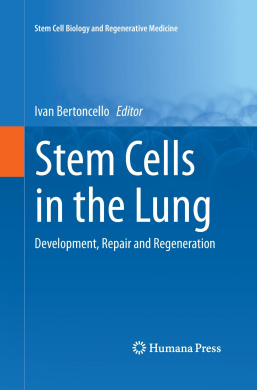 Stem Cell Biology and Regenerative Medicine
Ivan Bertoncello Editor
Stem Cells
in the Lung
Development, Repair and Regeneration
Humana Press